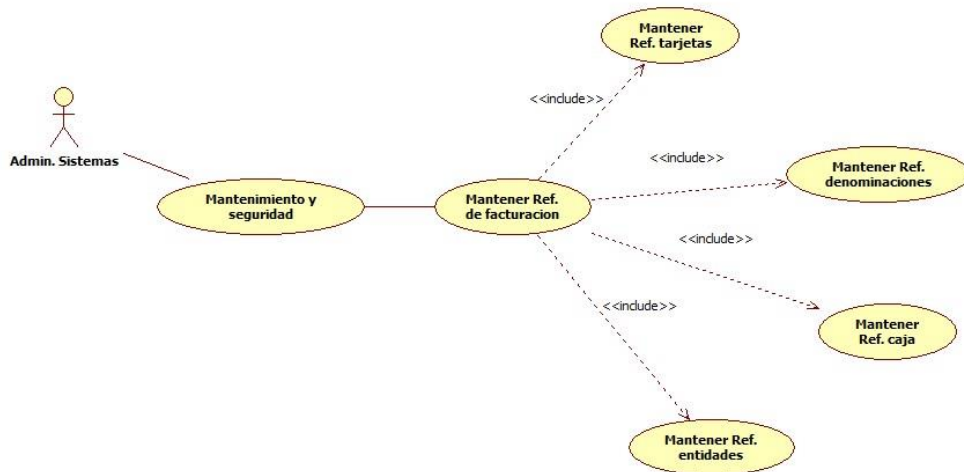 Mantener
Ref. tarjetas
<<include>>
Admin. Sistemas
<<include>>
Mantener Ref.
denominaciones
Mantenimiento y
seguridad
Mantener Ref.
de facturacion
<<include>>
<<include>>
Mantener
Ref. caja
Mantener Ref.
entidades